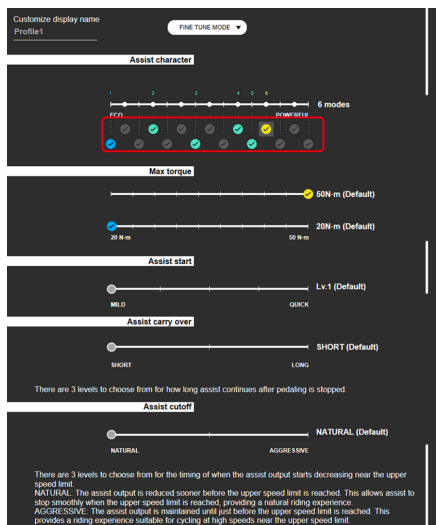 Customize display name
Profile1
FINE TUNE MODE
Assist character
1 2 3 4 5 6
6 modes
ECO POWERFUL
Max torque
50N·m (Default)
20N·m (Default)
20 N·m 50 N·m
Assist start
Lv.1 (Default)
MILD QUICK
Assist carry over
SHORT (Default)
SHORT LONG
There are 3 levels to choose from for how long assist continues after pedaling is stopped.
Assist cutoff
NATURAL (Default)
NATURAL AGGRESSIVE
There are 3 levels to choose from for the timing of when the assist output starts decreasing near the upper
speed limit.
NATURAL: The assist output is reduced sooner before the upper speed limit is reached. This allows assist to
stop smoothly when the upper speed limit is reached, providing a natural riding experience.
AGGRESSIVE: The assist output is maintained until just before the upper speed limit is reached. This
provides a riding experience suitable for cycling at high speeds near the upper speed limit.